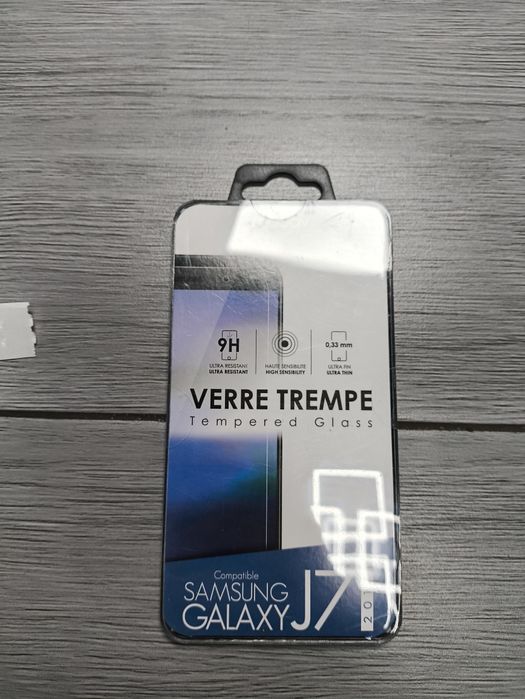 9H
ULTRA RESISTANT
ULTRA RESISTANT
HAUTE SENSIBILITE
HIGH SENSIBILITY
0,33 mm
ULTRA FIN
ULTRA THIN
VERRE TREMPE
Tempered Glass
Compatible
SAMSUNG
GALAXY J7